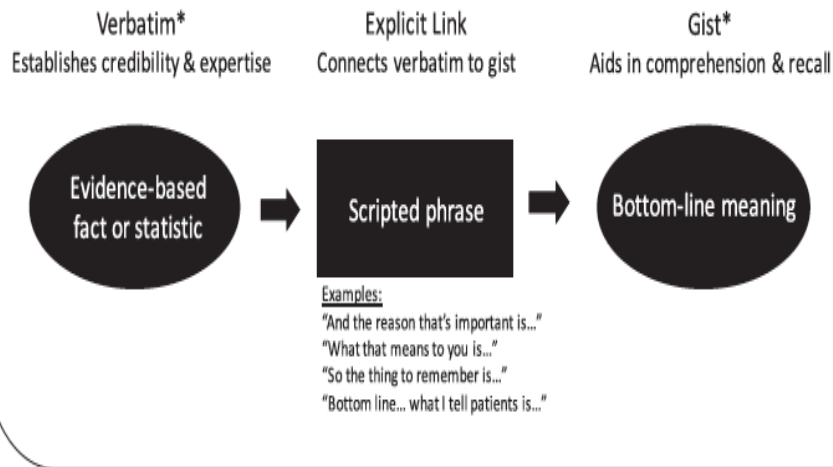 Verbatim*
Establishes credibility & expertise
Explicit Link
Connects verbatim to gist
Gist*
Aids in comprehension & recall
Evidence-based
fact or statistic
Scripted phrase
Bottom-line meaning
Examples:
“And the reason that’s important is...”
“What that means to you is...”
“So the thing to remember is...”
“Bottom line... what I tell patients is...”